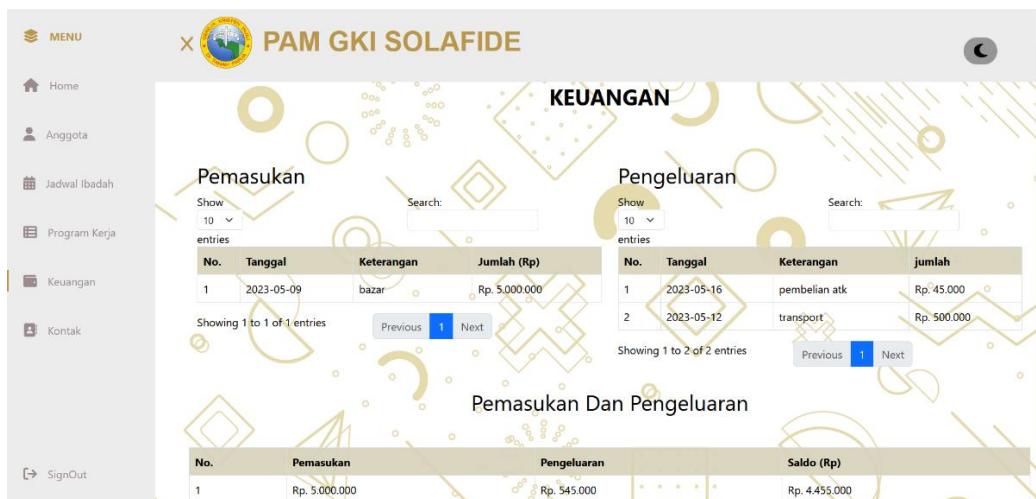 MENU
Home
Anggota
Jadwal Ibadah
Program Kerja
Keuangan
Kontak
SignOut
PAM GKI SOLAFIDE
KEUANGAN
Pemasukan
Show
10
entries
Search:
No. Tanggal Keterangan Jumlah (Rp)
1 2023-05-09 bazar Rp. 5.000.000
Showing 1 to 1 of 1 entries
Previous 1 Next
Pengeluaran
Show
10
entries
Search:
No. Tanggal Keterangan jumlah
1 2023-05-16 pembelian atk Rp. 45.000
2 2023-05-12 transport Rp. 500.000
Showing 1 to 2 of 2 entries
Previous 1 Next
Pemasukan Dan Pengeluaran
No. Pemasukan Pengeluaran Saldo (Rp)
1 Rp. 5.000.000 Rp. 545.000 Rp. 4.455.000